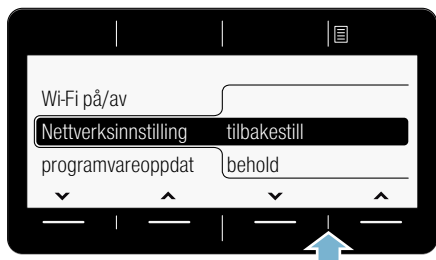 Wi-Fi på/av
Nettverksinnstilling tilbakestill
programvareoppdat behold